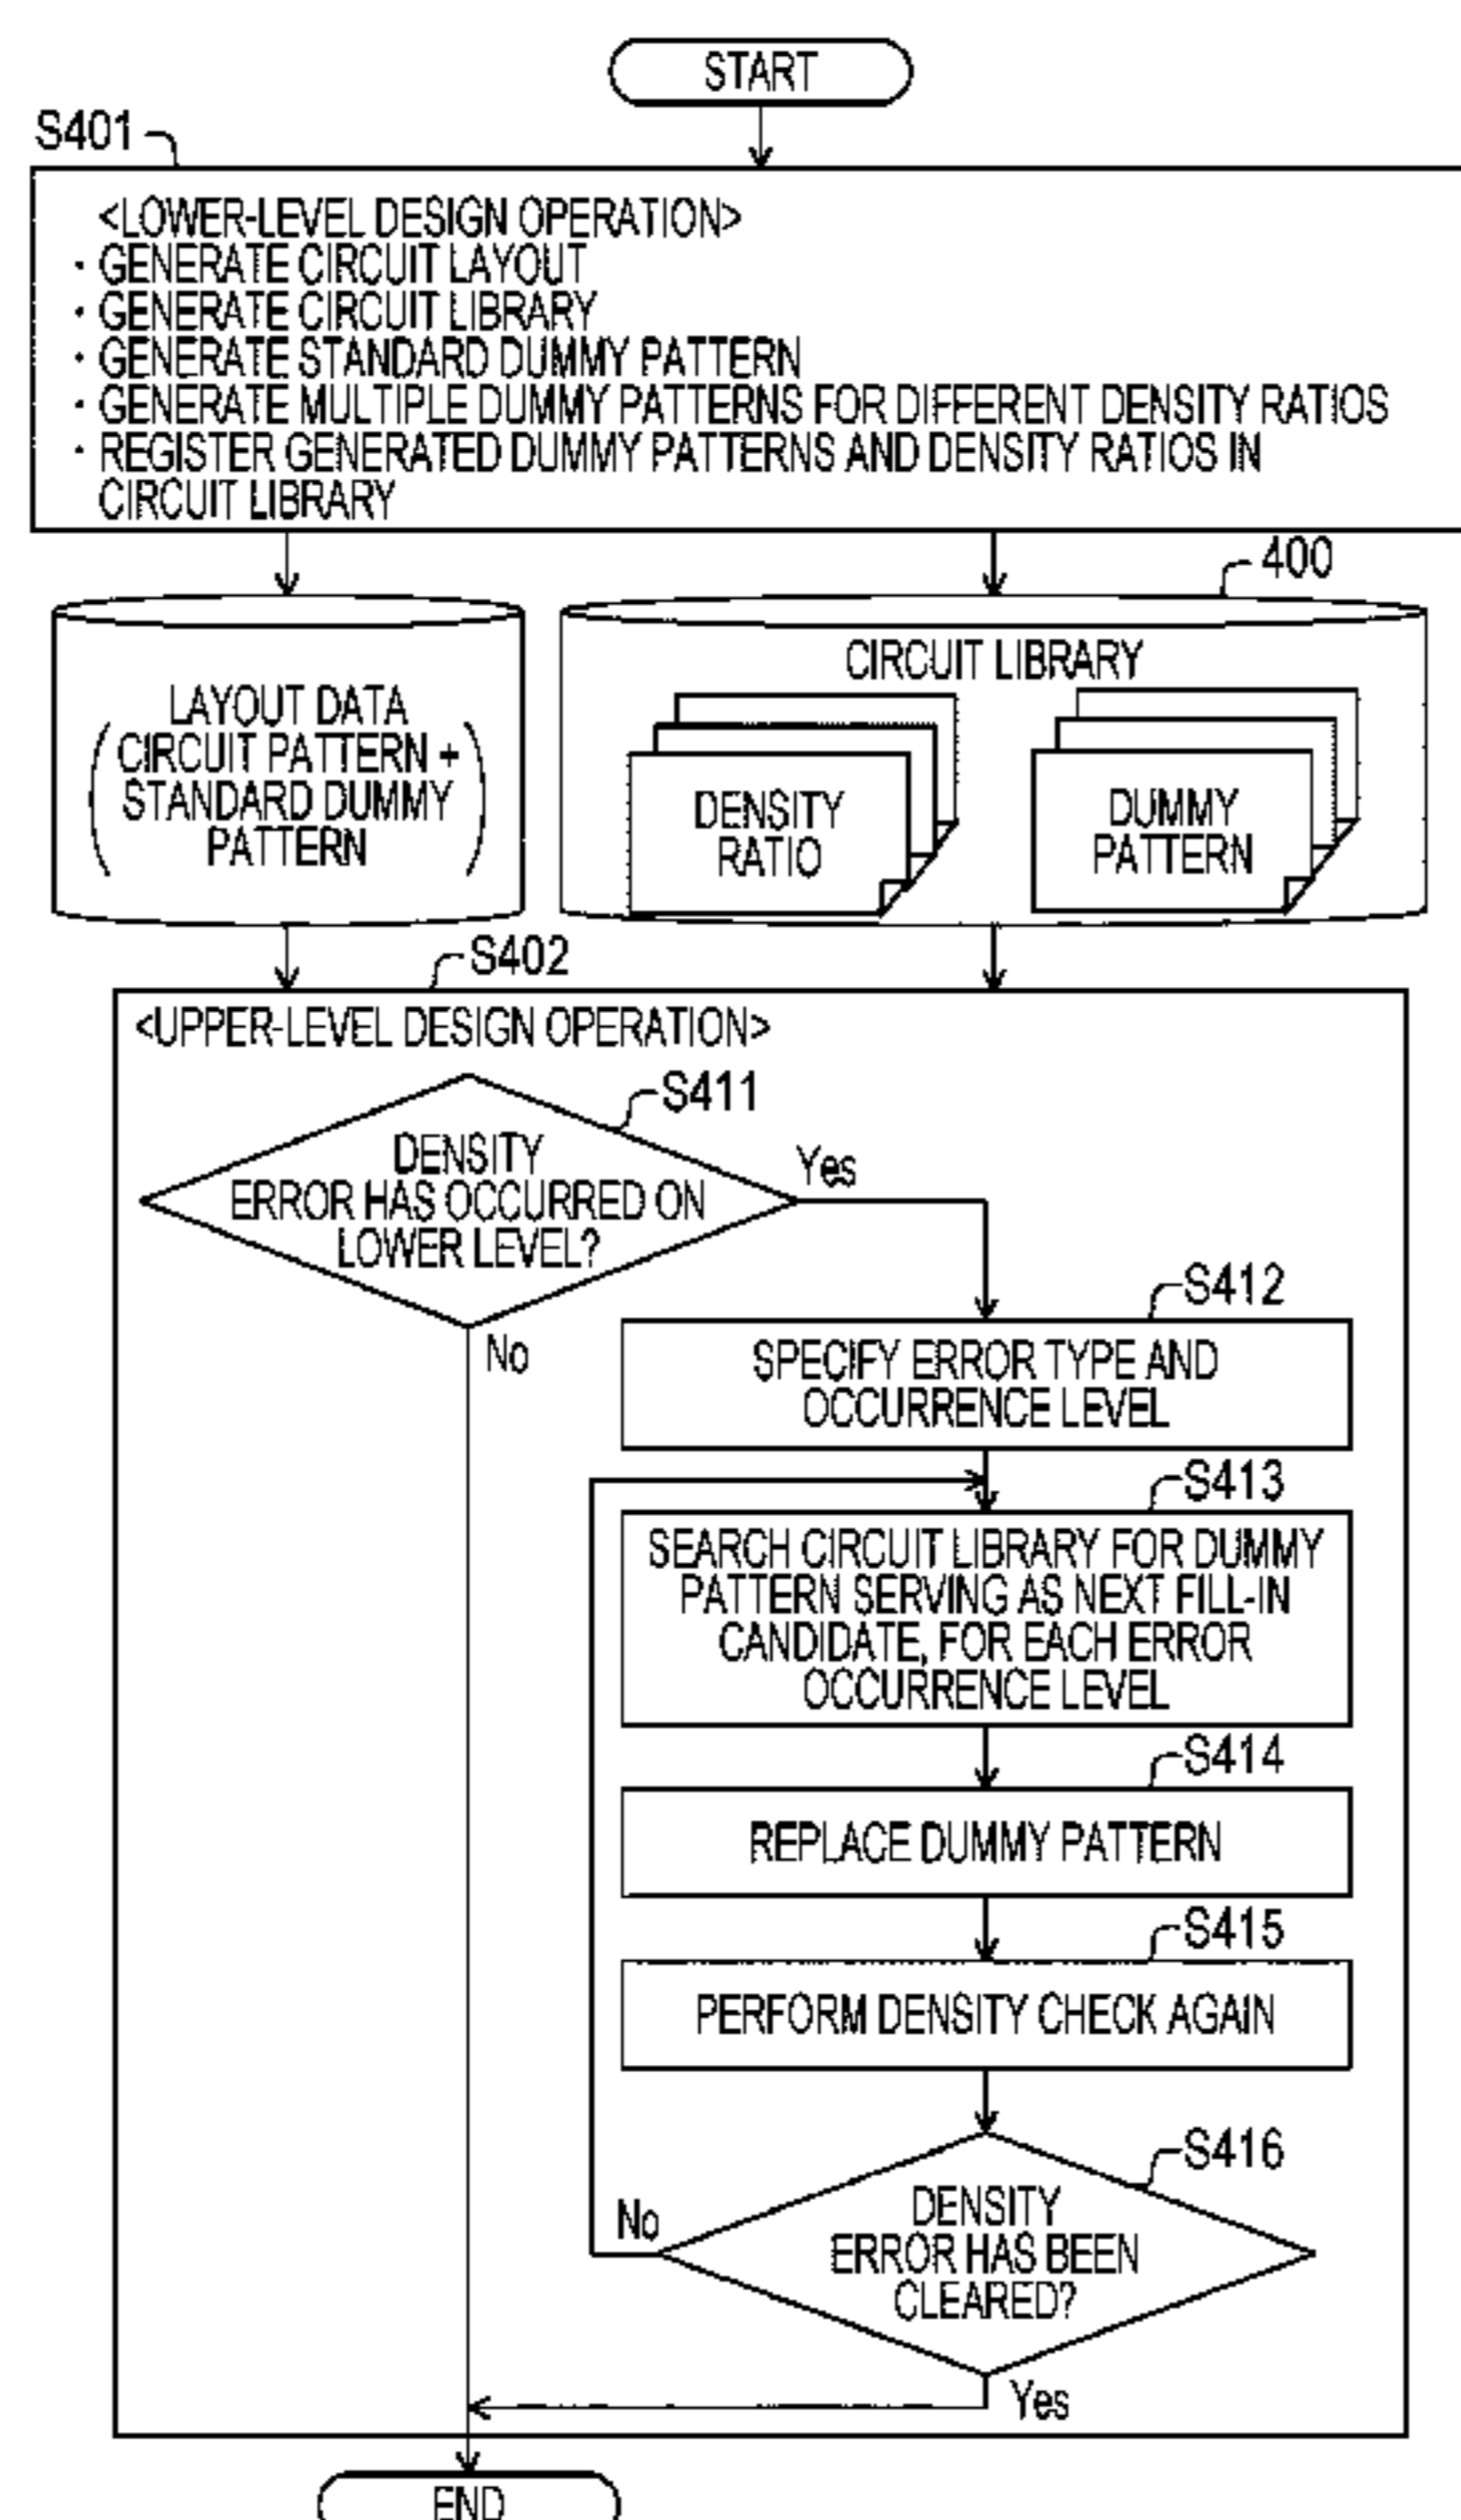 START
S401
<LOWER-LEVEL DESIGN OPERATION>
· GENERATE CIRCUIT LAYOUT
· GENERATE CIRCUIT LIBRARY
· GENERATE STANDARD DUMMY PATTERN
· GENERATE MULTIPLE DUMMY PATTERNS FOR DIFFERENT DENSITY RATIOS
· REGISTER GENERATED DUMMY PATTERNS AND DENSITY RATIOS IN
CIRCUIT LIBRARY
400
LAYOUT DATA
(CIRCUIT PATTERN +
STANDARD DUMMY
PATTERN)
CIRCUIT LIBRARY
DENSITY
RATIO
DUMMY
PATTERN
S402
<UPPER-LEVEL DESIGN OPERATION>
S411
DENSITY
ERROR HAS OCCURRED ON
LOWER LEVEL?
Yes
No
S412
SPECIFY ERROR TYPE AND
OCCURRENCE LEVEL
S413
SEARCH CIRCUIT LIBRARY FOR DUMMY
PATTERN SERVING AS NEXT FILL-IN
CANDIDATE, FOR EACH ERROR
OCCURRENCE LEVEL
S414
REPLACE DUMMY PATTERN
S415
PERFORM DENSITY CHECK AGAIN
S416
DENSITY
ERROR HAS BEEN
CLEARED?
No
Yes
END